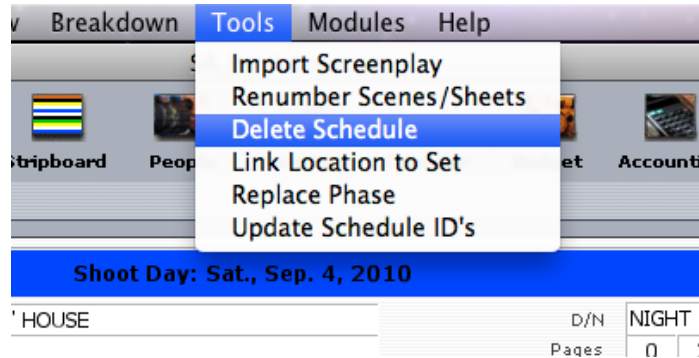 Breakdown Tools Modules Help
Import Screenplay
Renumber Scenes/Sheets
Delete Schedule
Link Location to Set
Replace Phase
Update Schedule ID's
Stripboard
Shoot Day: Sat., Sep. 4, 2010
' HOUSE
D/N NIGHT
Pages 0